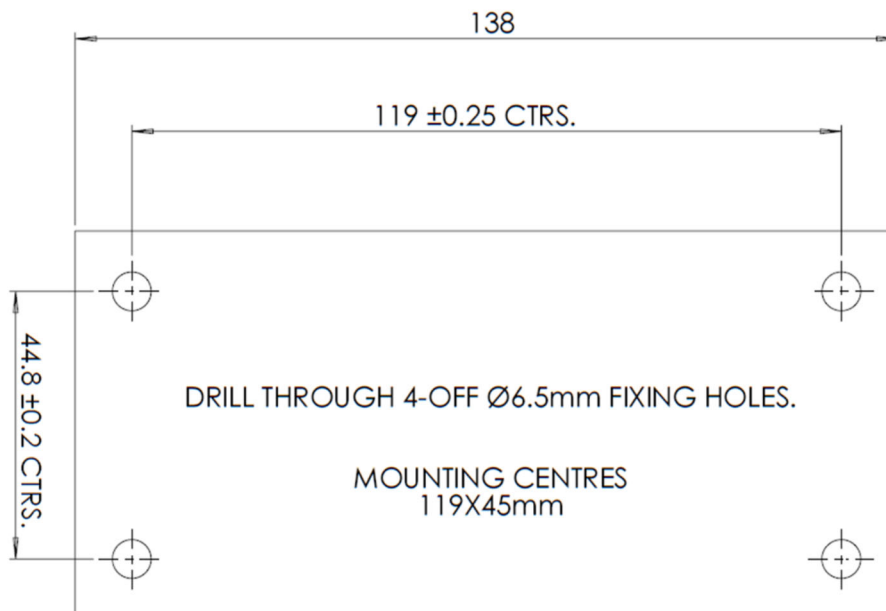 138
119 ±0.25 CTRS.
44.8 ±0.2 CTRS.
DRILL THROUGH 4-OFF Ø6.5mm FIXING HOLES.
MOUNTING CENTRES
119X45mm